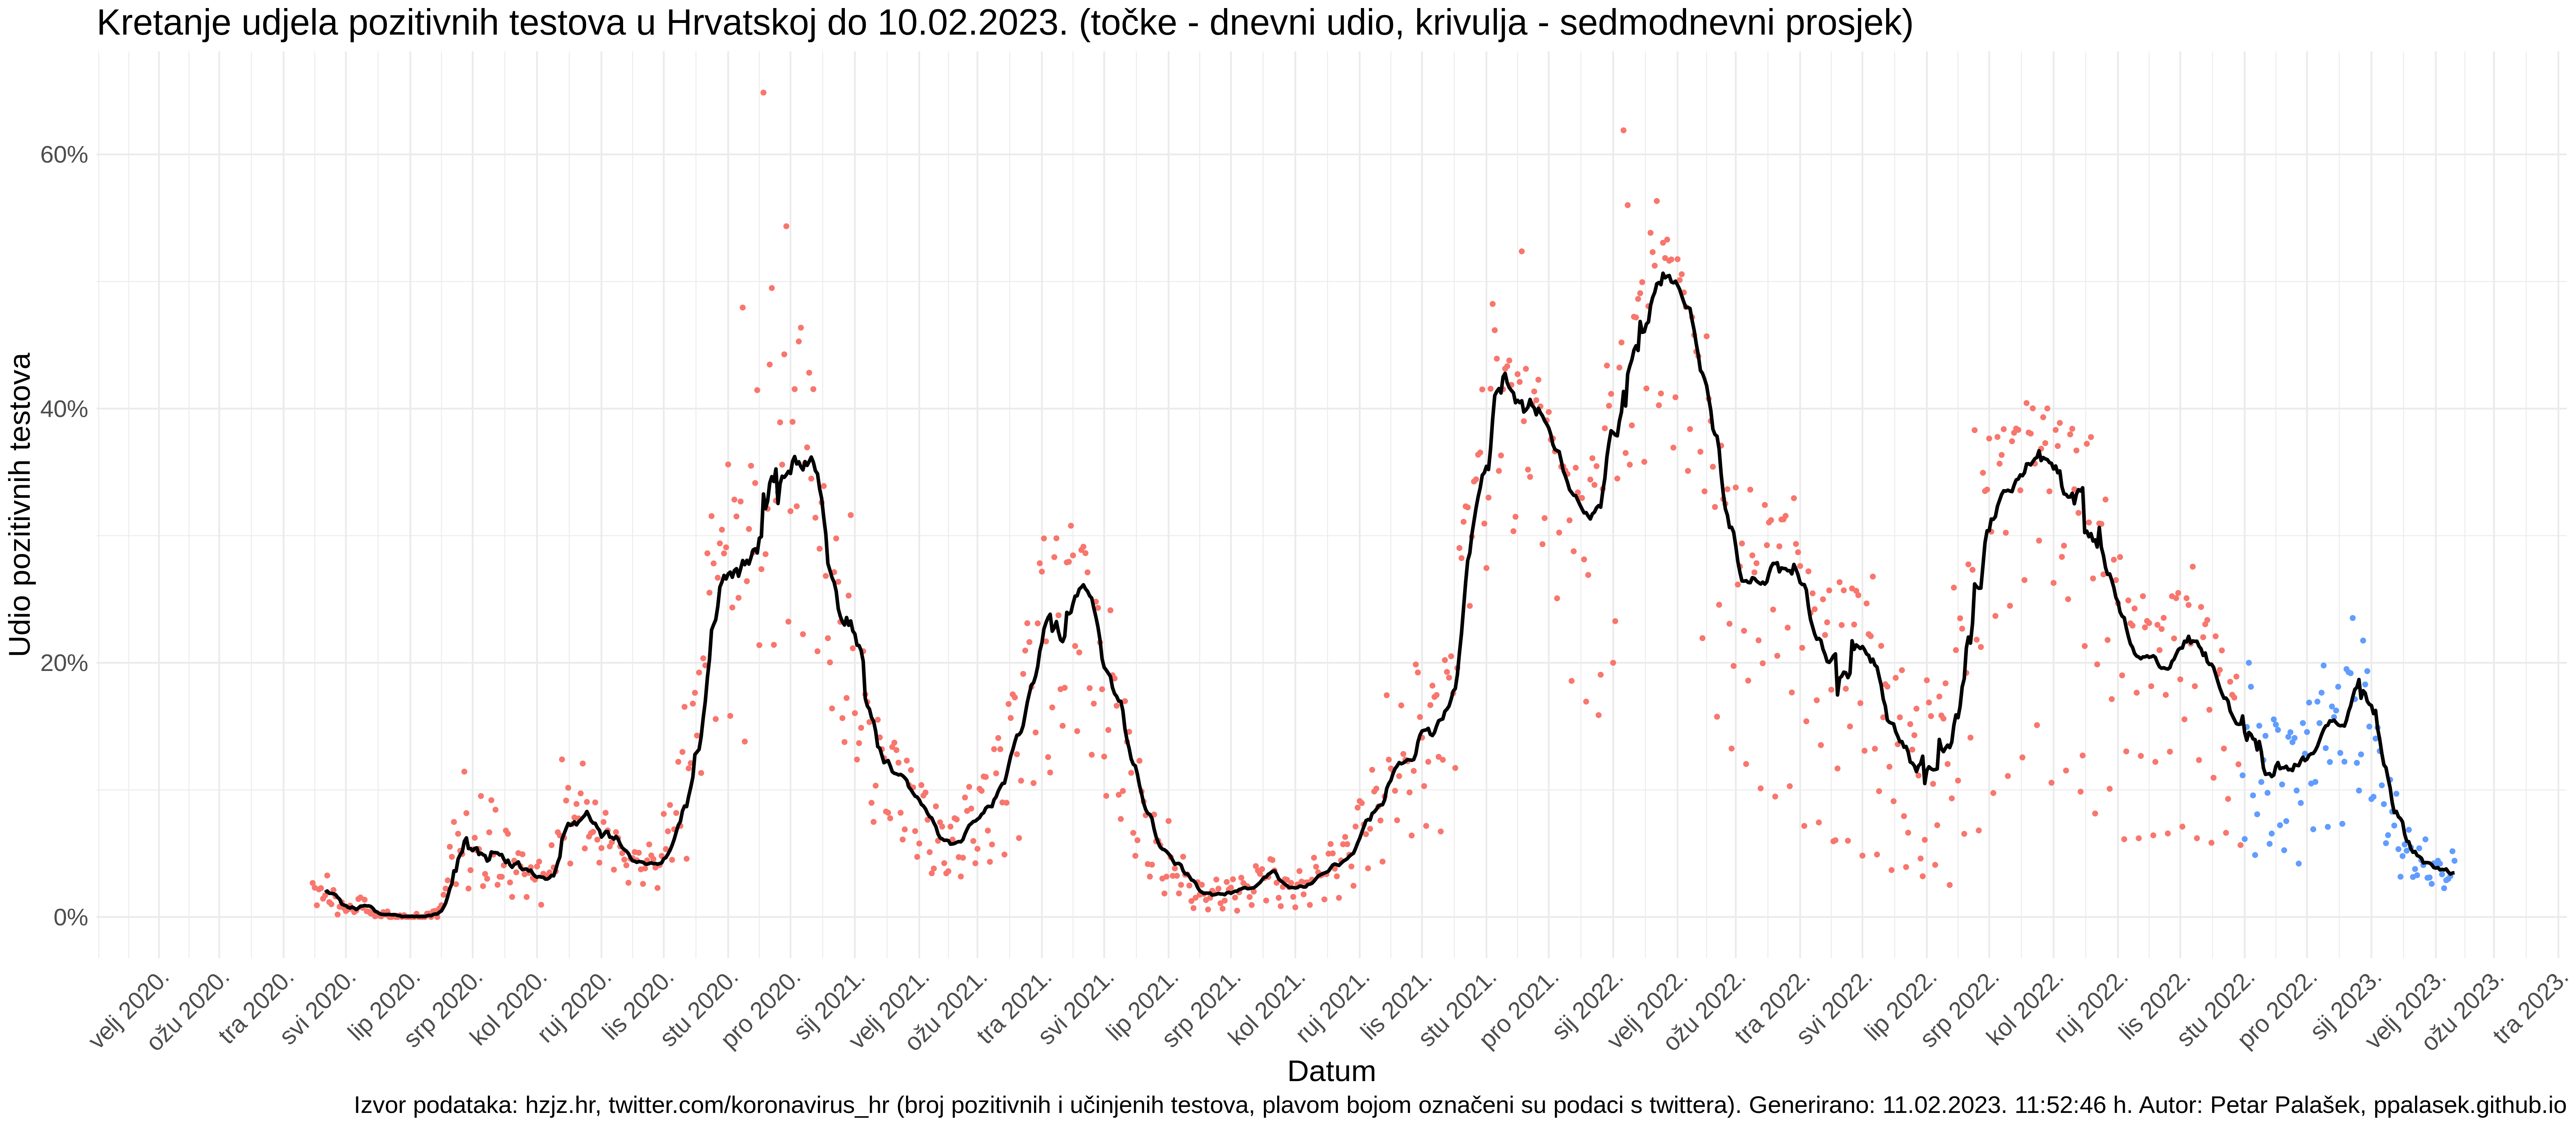 Kretanje udjela pozitivnih testova u Hrvatskoj do 10.02.2023. (točke - dnevni udio, krivulja - sedmodnevni prosjek)
Udio pozitivnih testova
60%
40%
20%
0%
velj 2020.
ožu 2020.
tra 2020.
svi 2020.
lip 2020.
srp 2020.
kol 2020.
ruj 2020.
lis 2020.
stu 2020.
pro 2020.
sij 2021.
velj 2021.
ožu 2021.
tra 2021.
svi 2021.
lip 2021.
srp 2021.
kol 2021.
ruj 2021.
lis 2021.
stu 2021.
pro 2021.
sij 2022.
velj 2022.
ožu 2022.
tra 2022.
svi 2022.
lip 2022.
srp 2022.
kol 2022.
ruj 2022.
lis 2022.
stu 2022.
pro 2022.
sij 2023.
velj 2023.
ožu 2023.
tra 2023.
Datum
Izvor podataka: hzjz.hr, twitter.com/koronavirus_hr (broj pozitivnih i učinjenih testova, plavom bojom označeni su podaci s twittera). Generirano: 11.02.2023. 11:52:46 h. Autor: Petar Palašek, ppalasek.github.io